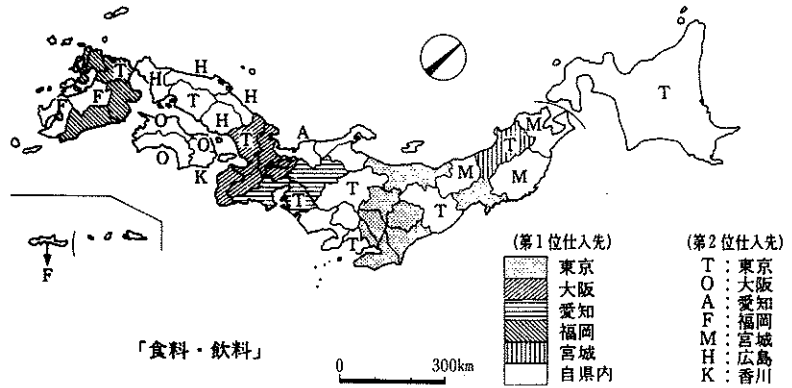 T
H
H
T
H
H
T
F
F
O
O
O
K
T
A
T
T
T
M
T
M
T
M
T
F
「食料・飲料」
0 300km
(第1位仕入先)
東京
大阪
愛知
福岡
宮城
自県内
(第2位仕入先)
T:東京
O:大阪
A:愛知
F:福岡
M:宮城
H:広島
K:香川